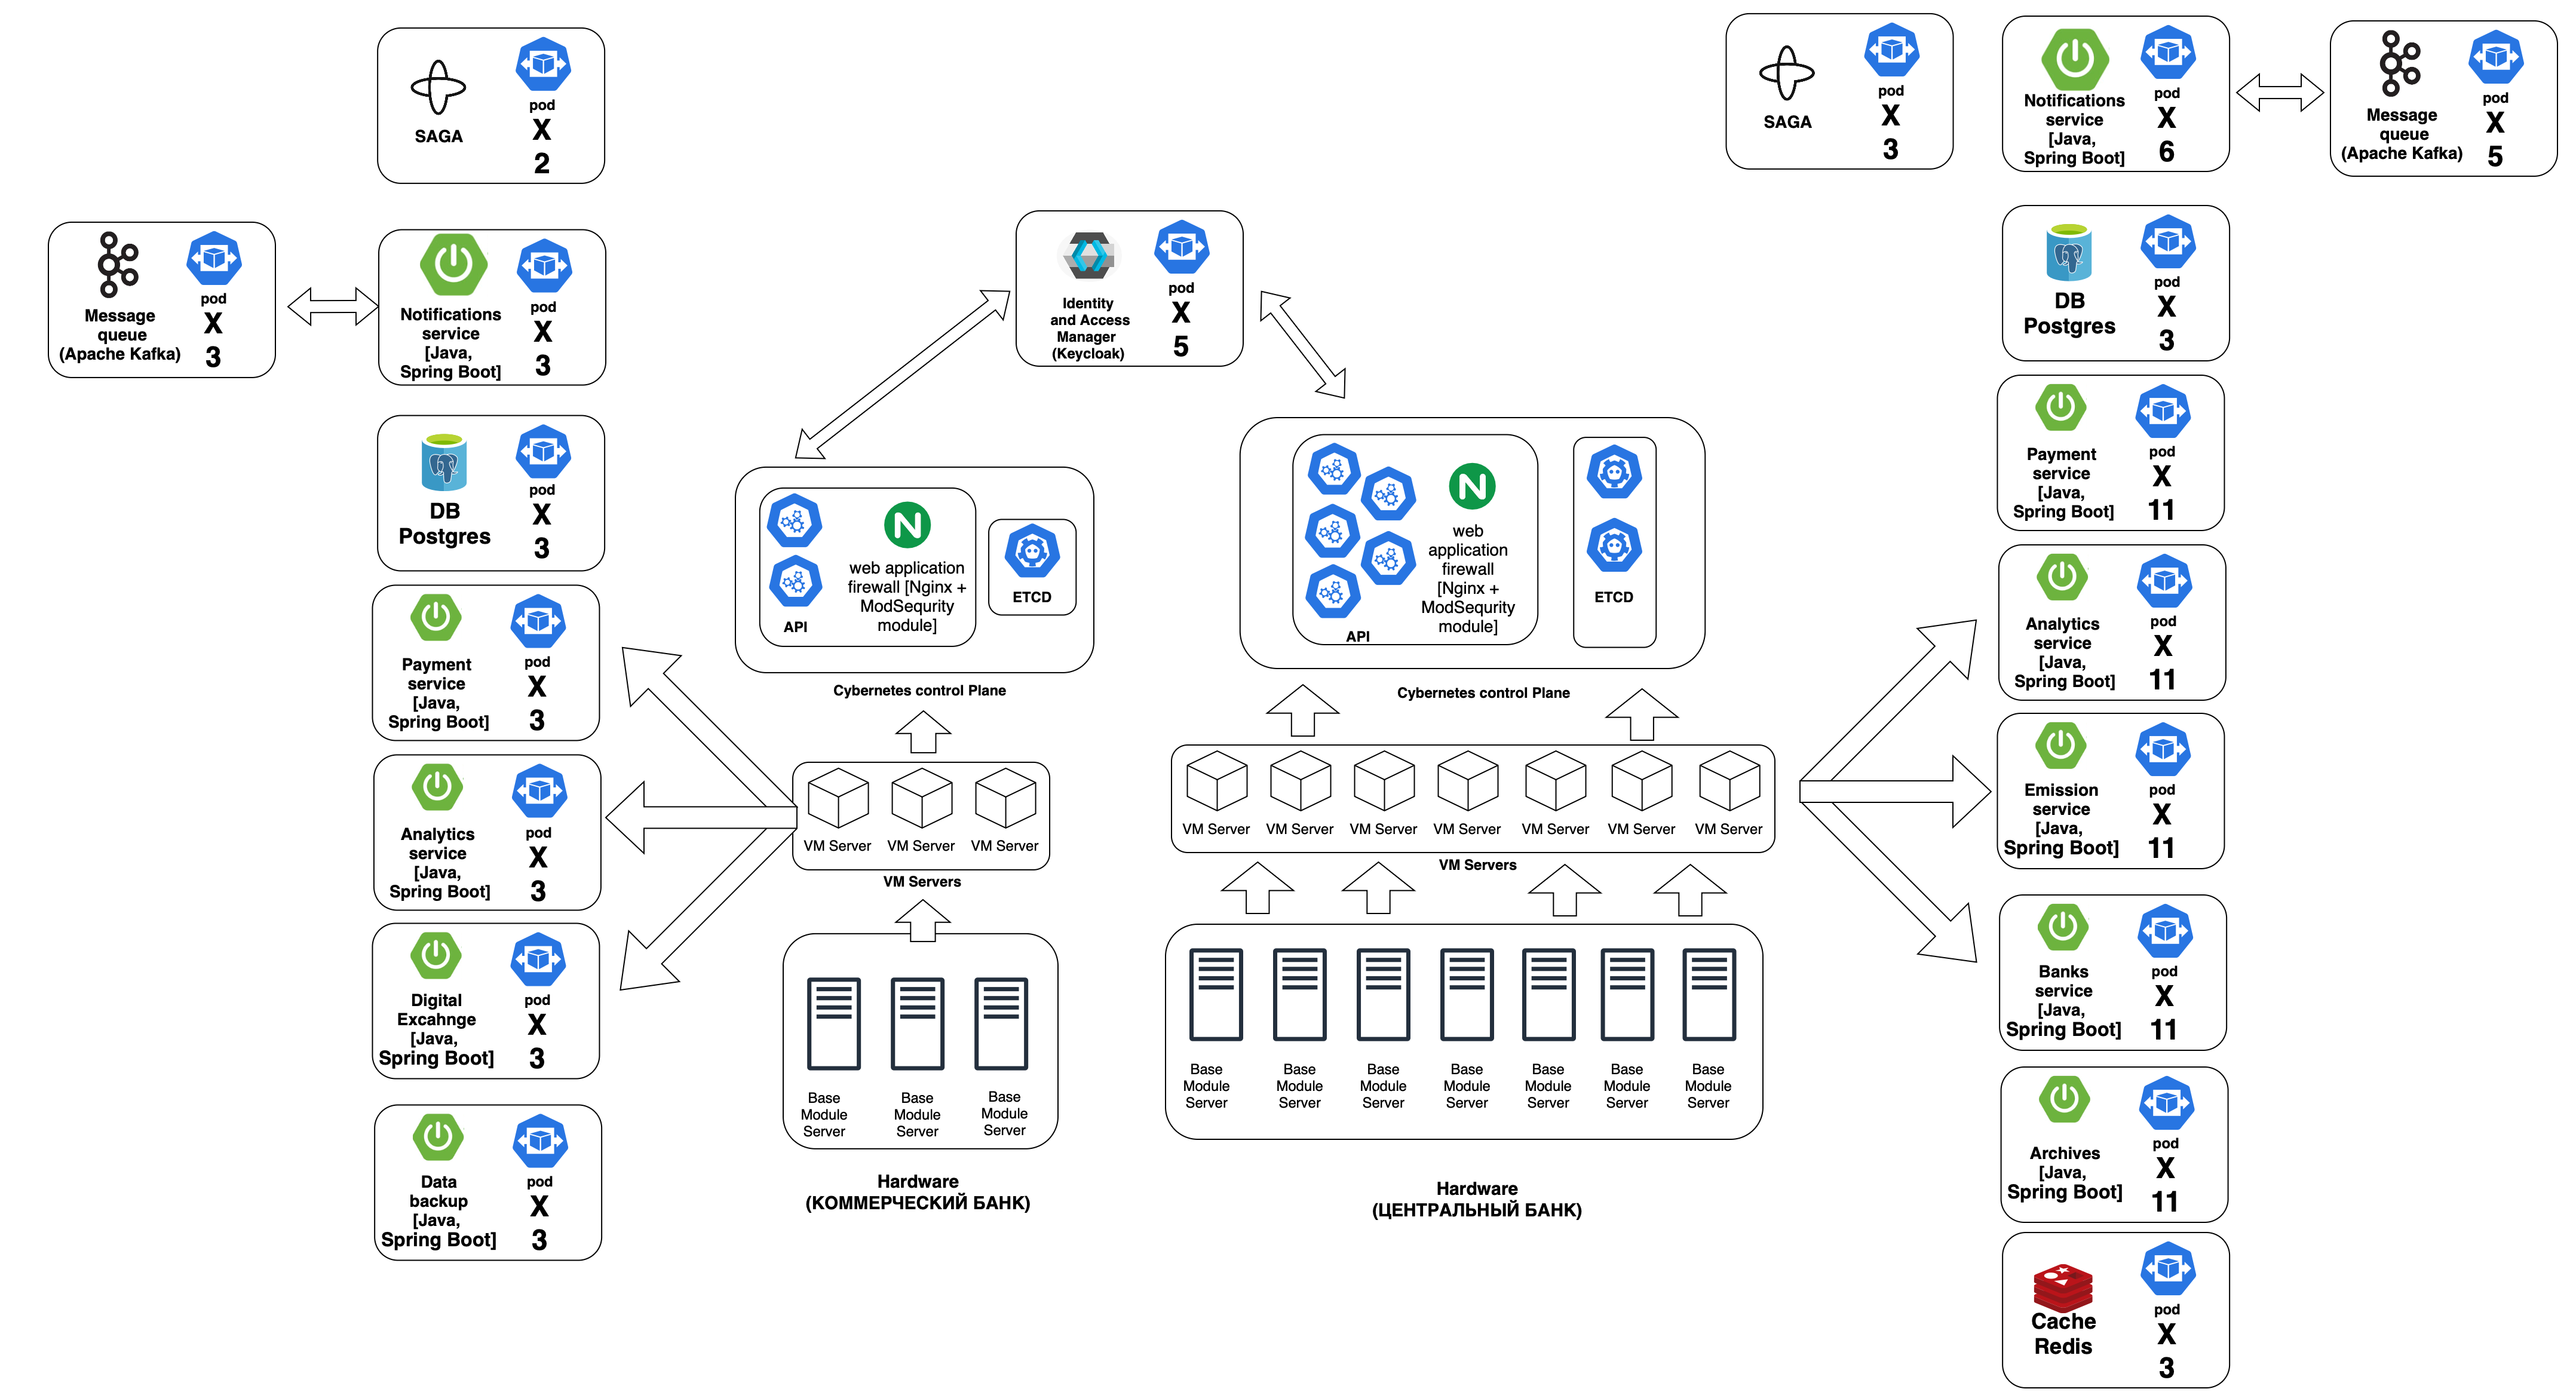 SAGA
pod
X
2
Message
queue
(Apache Kafka)
pod
X
3
Notifications
service
[Java,
Spring Boot]
pod
X
3
DB
Postgres
pod
X
3
Payment
service
[Java,
Spring Boot]
pod
X
3
Analytics
service
[Java,
Spring Boot]
pod
X
3
Digital
Excahnge
[Java,
Spring Boot]
pod
X
3
Data
backup
[Java,
Spring Boot]
pod
X
3
Identity
and Access
Manager
(Keycloak)
pod
X
5
API
N
web application
firewall [Nginx +
ModSequrity
module]
ETCD
Cybernetes control Plane
VM Server
VM Server
VM Server
VM Servers
Base
Module
Server
Base
Module
Server
Base
Module
Server
Hardware
(КОММЕРЧЕСКИЙ БАНК)
API
N
web
application
firewall
[Nginx +
ModSequrity
module]
ETCD
Cybernetes control Plane
VM Server
VM Server
VM Server
VM Server
VM Server
VM Server
VM Server
VM Servers
Base
Module
Server
Base
Module
Server
Base
Module
Server
Base
Module
Server
Base
Module
Server
Base
Module
Server
Base
Module
Server
Hardware
(ЦЕНТРАЛЬНЫЙ БАНК)
SAGA
pod
X
3
Notifications
service
[Java,
Spring Boot]
pod
X
6
Message
queue
(Apache Kafka)
pod
X
5
DB
Postgres
pod
X
3
Payment
service
[Java,
Spring Boot]
pod
X
11
Analytics
service
[Java,
Spring Boot]
pod
X
11
Emission
service
[Java,
Spring Boot]
pod
X
11
Banks
service
[Java,
Spring Boot]
pod
X
11
Archives
[Java,
Spring Boot]
pod
X
11
Cache
Redis
pod
X
3